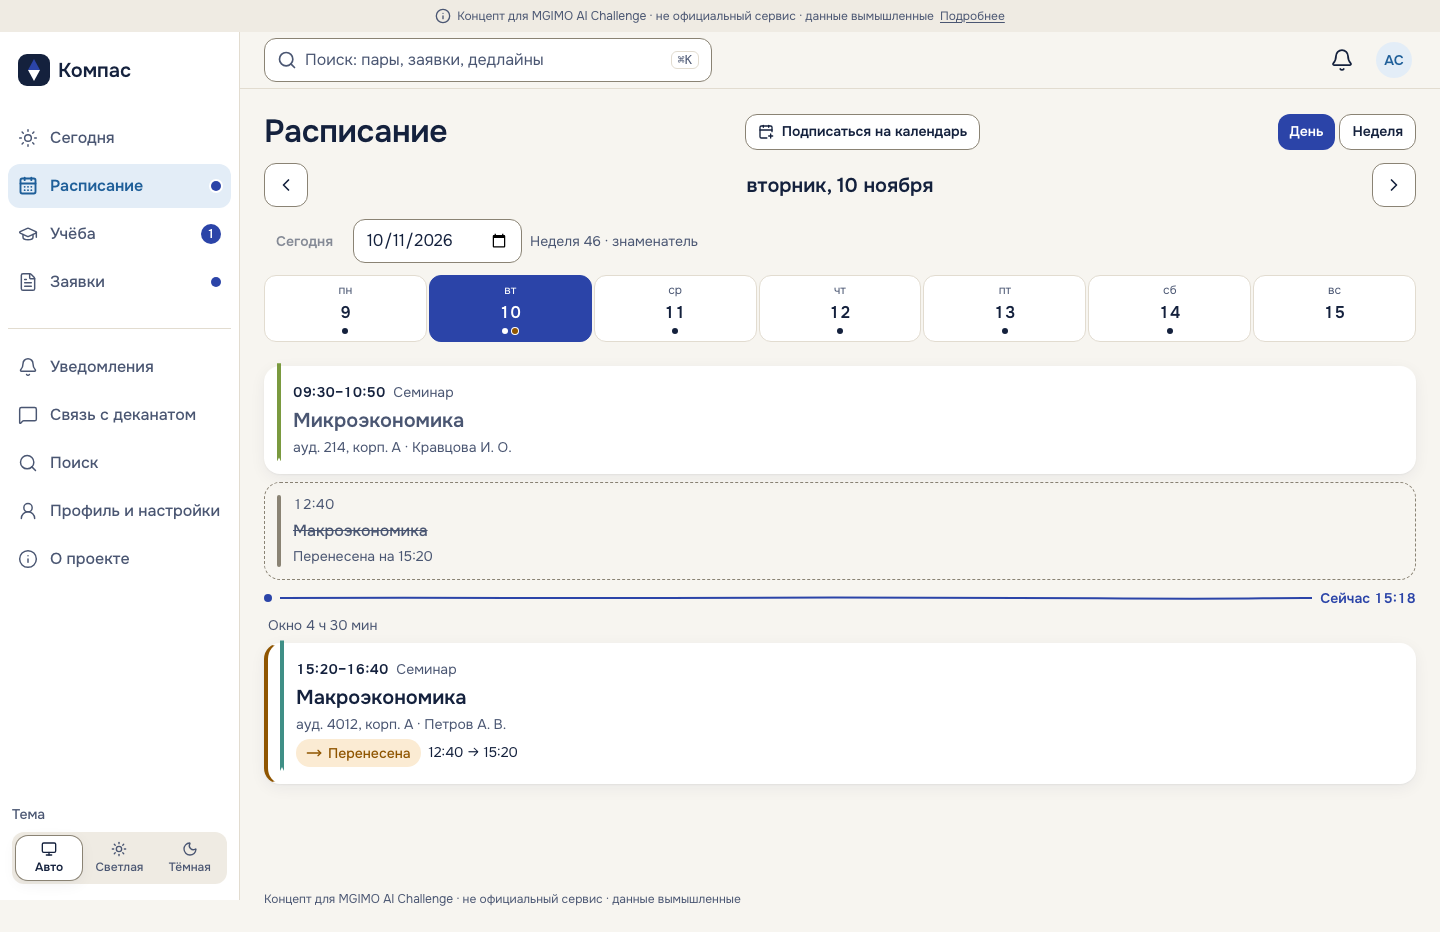 Концепт для MGIMO AI Challenge · не официальный сервис · данные вымышленные Подробнее
Компас
Поиск: пары, заявки, дедлайны
⌘K
АС
Сегодня
Расписание
Учёба
1
Заявки
Уведомления
Связь с деканатом
Поиск
Профиль и настройки
О проекте
Тема
Авто
Светлая
Тёмная
Расписание
Подписаться на календарь
День
Неделя
вторник, 10 ноября
Сегодня
10/11/2026
Неделя 46 · знаменатель
пн
9
вт
10
ср
11
чт
12
пт
13
сб
14
вс
15
09:30–10:50 Семинар
Микроэкономика
ауд. 214, корп. А · Кравцова И. О.
12:40
Макроэкономика
Перенесена на 15:20
Сейчас 15:18
Окно 4 ч 30 мин
15:20–16:40 Семинар
Макроэкономика
ауд. 4012, корп. А · Петров А. В.
→ Перенесена 12:40 → 15:20
Концепт для MGIMO AI Challenge · не официальный сервис · данные вымышленные